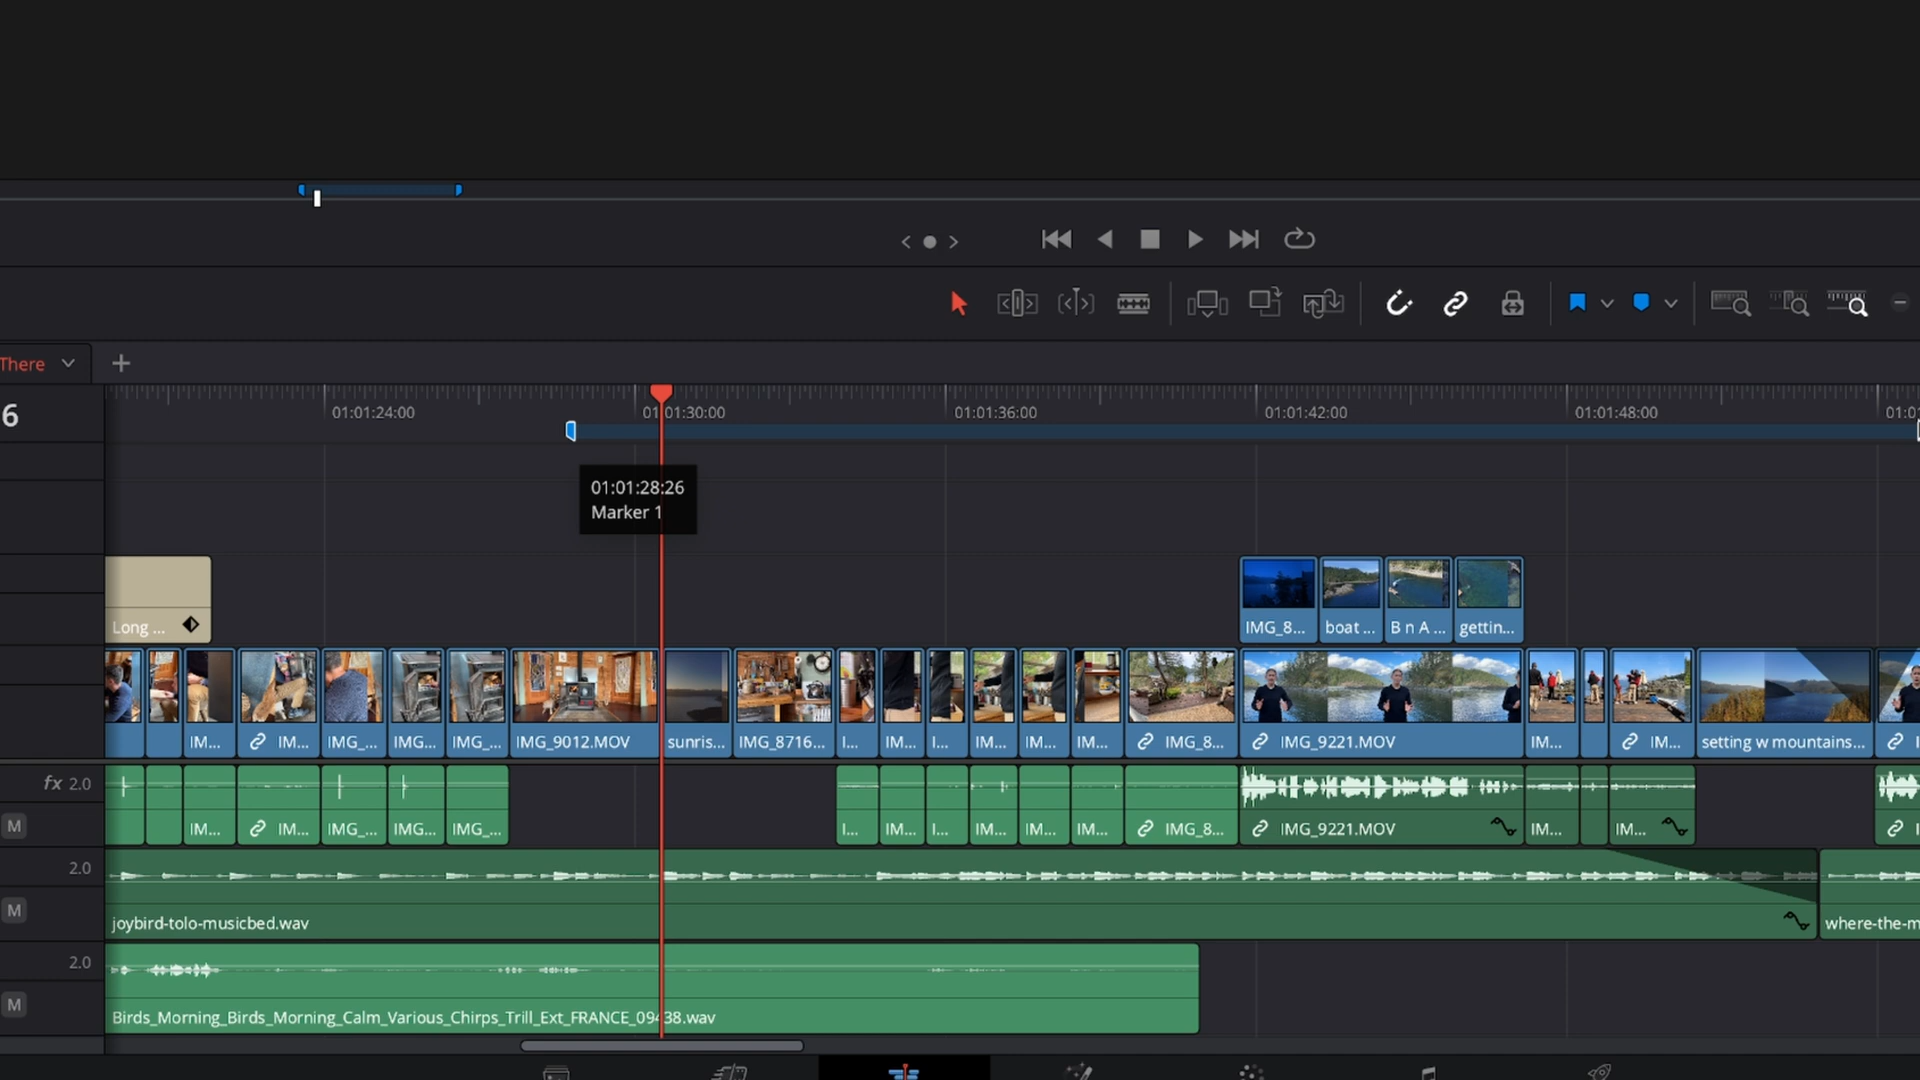 There
6
01:01:24:00
01:01:30:00
01:01:36:00
01:01:42:00
01:01:48:00
01:0
01:01:28:26
Marker 1
Long ...
IMG_8...
boat ...
B n A ...
gettin...
IM...
IM...
IMG_...
IMG...
IMG_...
IMG_9012.MOV
sunris...
IMG_8716...
I...
IM...
I...
IM...
IM...
IM...
IMG_8...
IMG_9221.MOV
IM...
IM...
setting w mountains...
fx 2.0
M
IM...
IM...
IMG_...
IMG...
IMG_...
I...
IM...
I...
IM...
IM...
IM...
IMG_8...
IMG_9221.MOV
IM...
IM...
2.0
M
joybird-tolo-musicbed.wav
where-the-m
2.0
M
Birds_Morning_Birds_Morning_Calm_Various_Chirps_Trill_Ext_FRANCE_09438.wav